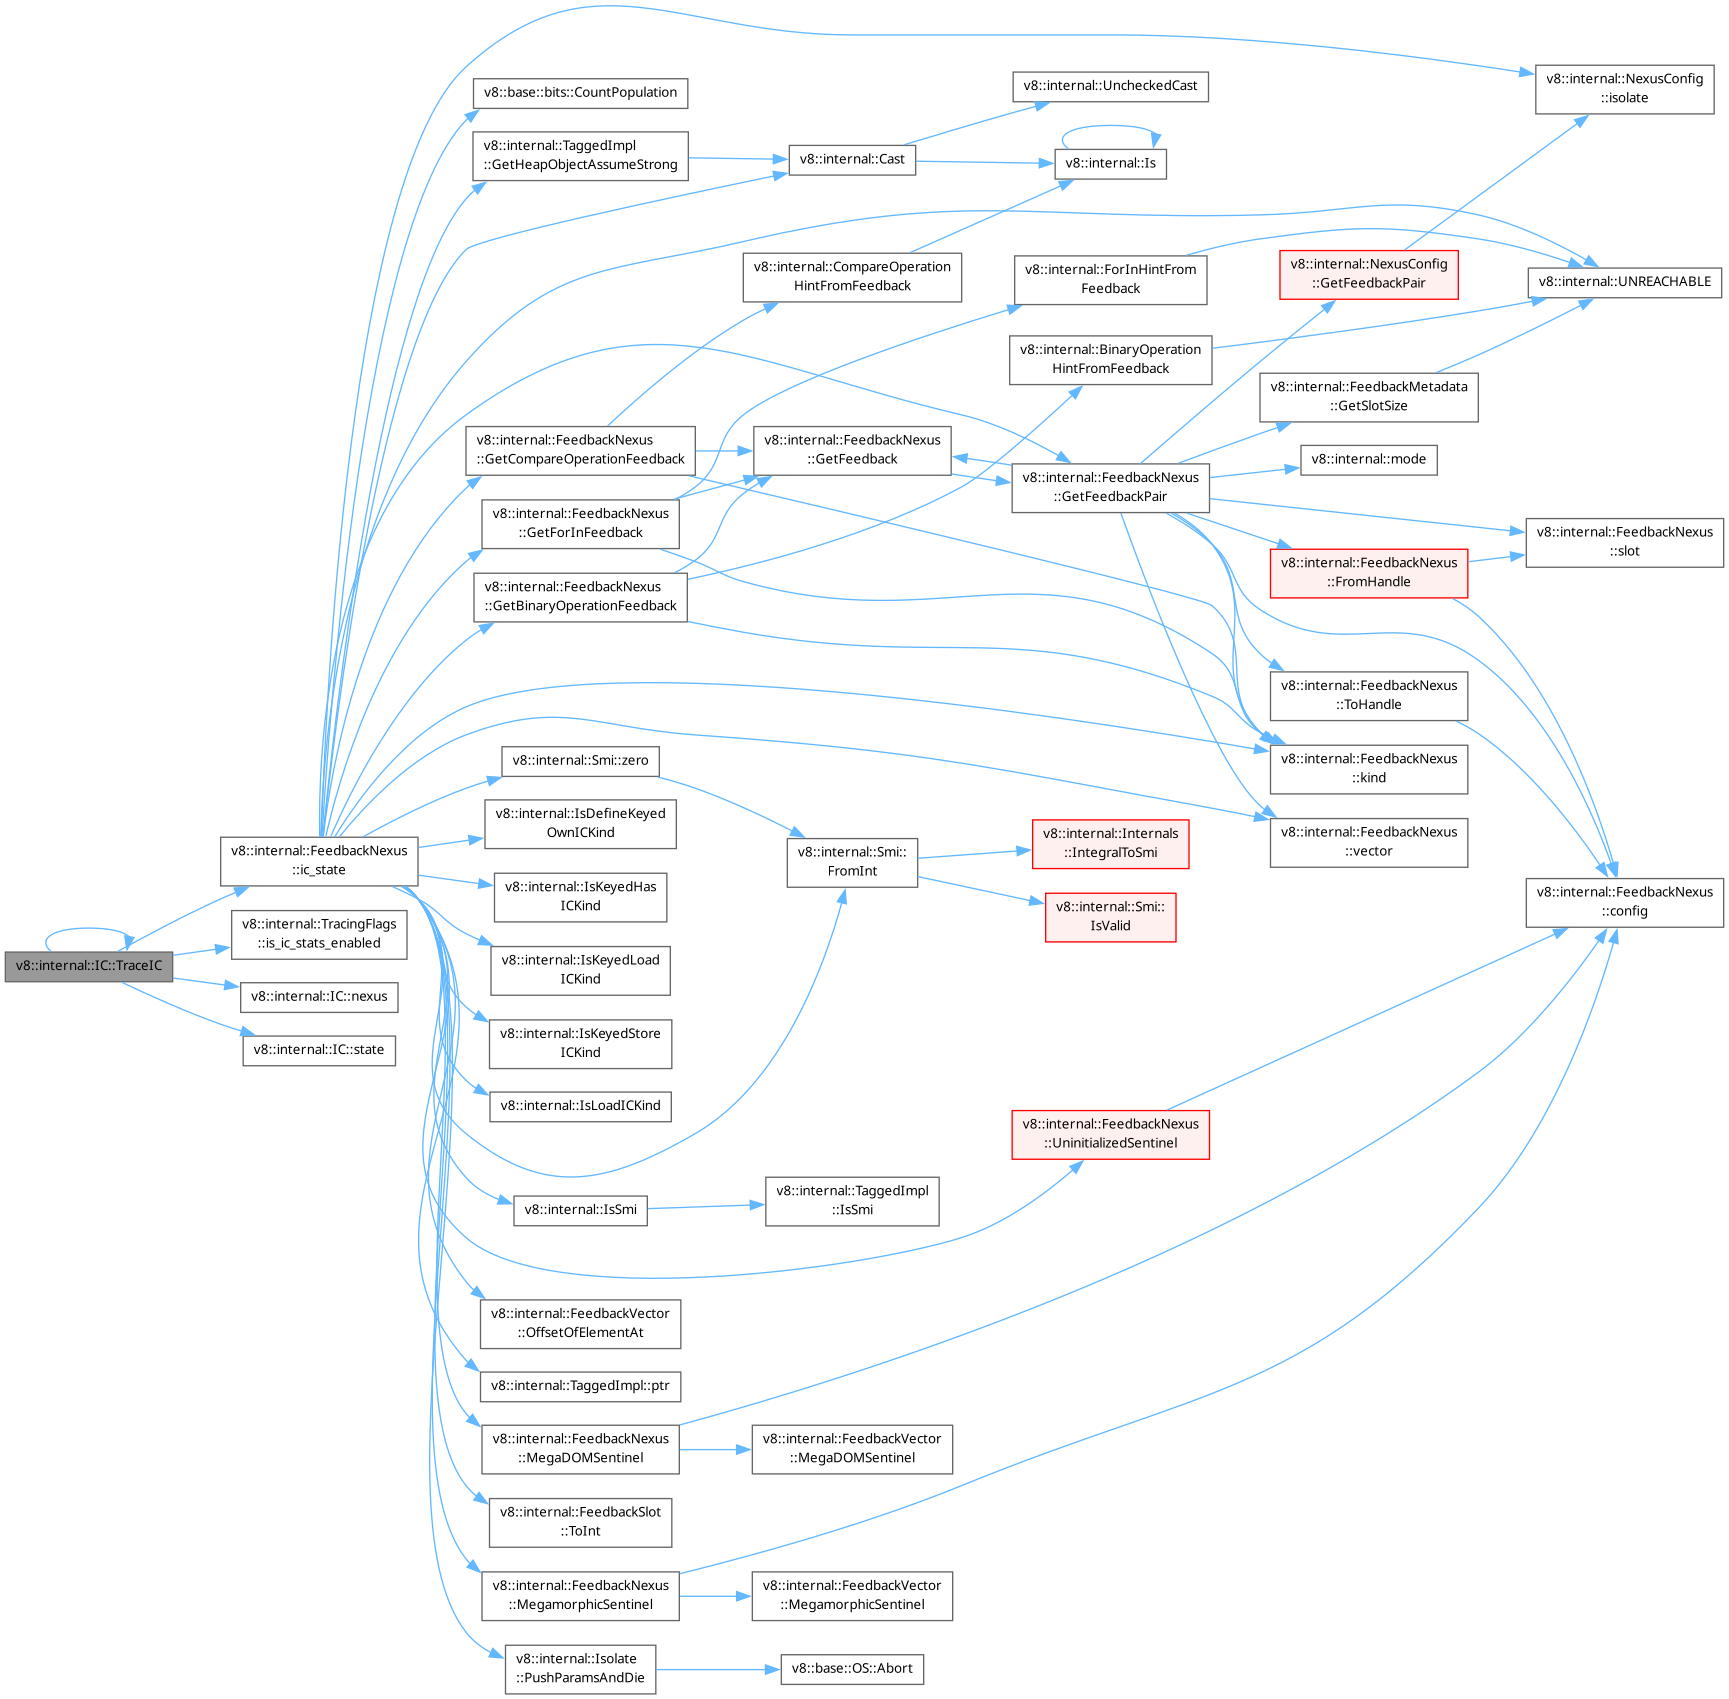 v8::internal::IC::TraceIC
v8::internal::FeedbackNexus
::ic_state
v8::internal::TracingFlags
::is_ic_stats_enabled
v8::internal::IC::nexus
v8::internal::IC::state
v8::base::bits::CountPopulation
v8::internal::TaggedImpl
::GetHeapObjectAssumeStrong
v8::internal::FeedbackNexus
::GetCompareOperationFeedback
v8::internal::FeedbackNexus
::GetForInFeedback
v8::internal::FeedbackNexus
::GetBinaryOperationFeedback
v8::internal::Smi::zero
v8::internal::IsDefineKeyed
OwnICKind
v8::internal::IsKeyedHas
ICKind
v8::internal::IsKeyedLoad
ICKind
v8::internal::IsKeyedStore
ICKind
v8::internal::IsLoadICKind
v8::internal::IsSmi
v8::internal::FeedbackVector
::OffsetOfElementAt
v8::internal::TaggedImpl::ptr
v8::internal::FeedbackNexus
::MegaDOMSentinel
v8::internal::FeedbackSlot
::ToInt
v8::internal::FeedbackNexus
::MegamorphicSentinel
v8::internal::Isolate
::PushParamsAndDie
v8::internal::Cast
v8::internal::CompareOperation
HintFromFeedback
v8::internal::FeedbackNexus
::GetFeedback
v8::internal::Smi::
FromInt
v8::internal::TaggedImpl
::IsSmi
v8::internal::FeedbackVector
::MegaDOMSentinel
v8::internal::FeedbackVector
::MegamorphicSentinel
v8::base::OS::Abort
v8::internal::UncheckedCast
v8::internal::Is
v8::internal::ForInHintFrom
Feedback
v8::internal::BinaryOperation
HintFromFeedback
v8::internal::FeedbackNexus
::GetFeedbackPair
v8::internal::Internals
::IntegralToSmi
v8::internal::Smi::
IsValid
v8::internal::FeedbackNexus
::UninitializedSentinel
v8::internal::NexusConfig
::GetFeedbackPair
v8::internal::FeedbackMetadata
::GetSlotSize
v8::internal::mode
v8::internal::FeedbackNexus
::FromHandle
v8::internal::FeedbackNexus
::ToHandle
v8::internal::FeedbackNexus
::kind
v8::internal::FeedbackNexus
::vector
v8::internal::NexusConfig
::isolate
v8::internal::UNREACHABLE
v8::internal::FeedbackNexus
::slot
v8::internal::FeedbackNexus
::config